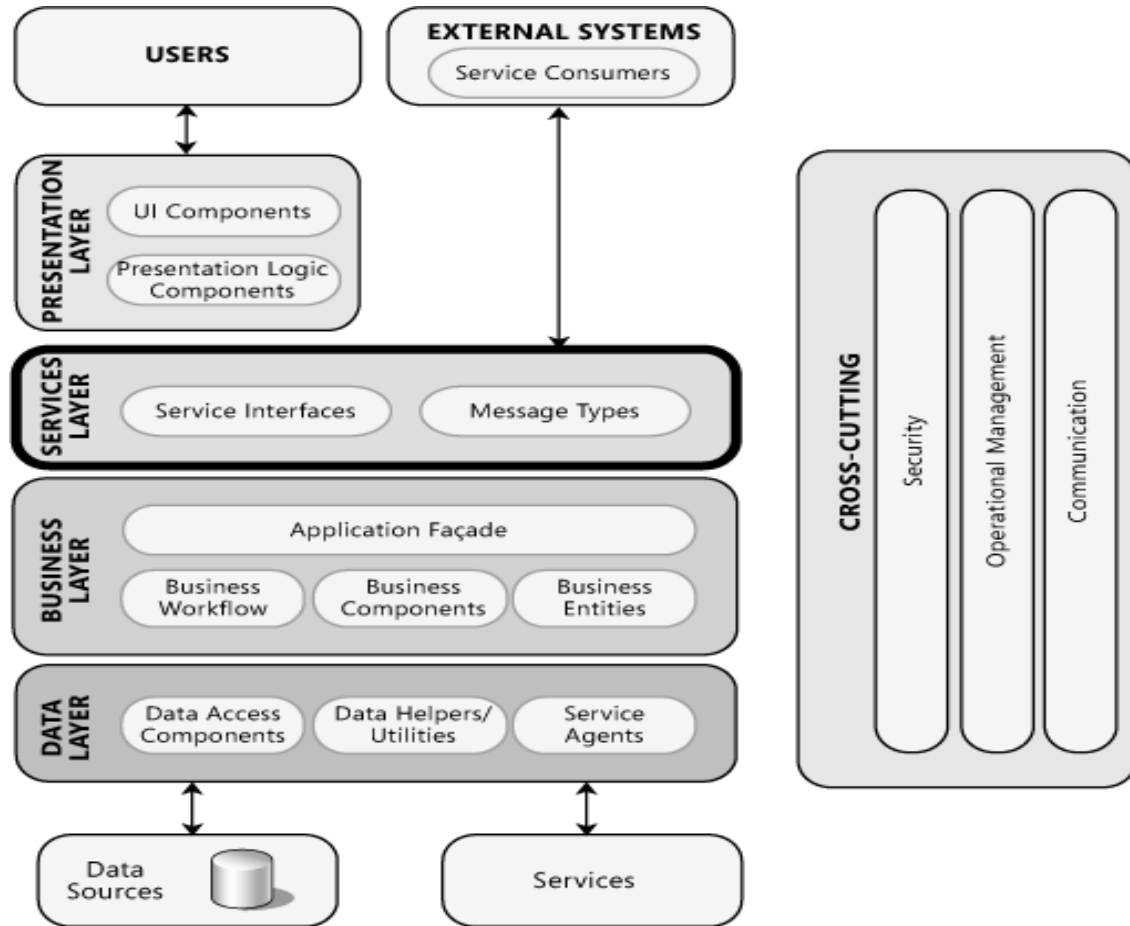 USERS
EXTERNAL SYSTEMS
Service Consumers
PRESENTATION
LAYER
UI Components
Presentation Logic
Components
SERVICES
LAYER
Service Interfaces
Message Types
BUSINESS
LAYER
Application Façade
Business
Workflow
Business
Components
Business
Entities
DATA
LAYER
Data Access
Components
Data Helpers/
Utilities
Service
Agents
Data
Sources
Services
CROSS-CUTTING
Security
Operational Management
Communication